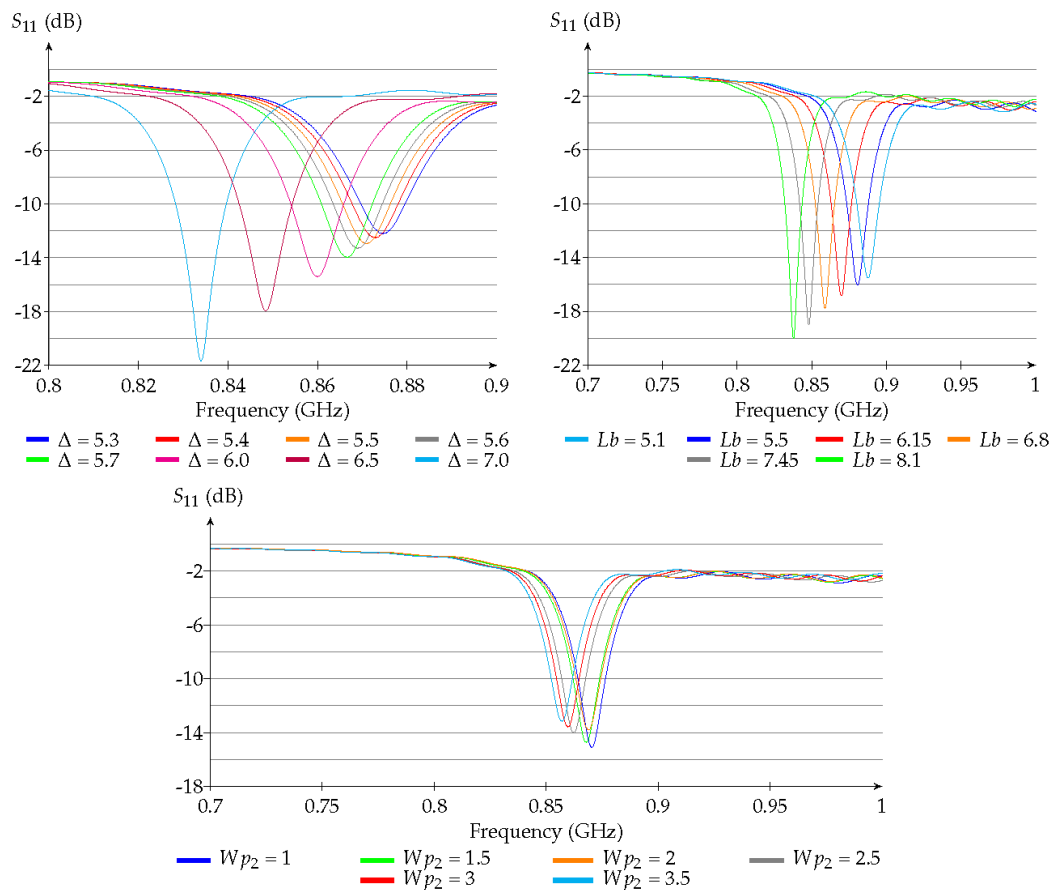 S11 (dB)
-2
-6
-10
-14
-18
-22
0.8 0.82 0.84 0.86 0.88 0.9
Frequency (GHz)
Δ = 5.3 Δ = 5.4 Δ = 5.5 Δ = 5.6
Δ = 5.7 Δ = 6.0 Δ = 6.5 Δ = 7.0
S11 (dB)
-2
-6
-10
-14
-18
-22
0.7 0.75 0.8 0.85 0.9 0.95 1
Frequency (GHz)
Lb = 5.1 Lb = 5.5 Lb = 6.15 Lb = 6.8
Lb = 7.45 Lb = 8.1
S11 (dB)
-2
-6
-10
-14
-18
0.7 0.75 0.8 0.85 0.9 0.95 1
Frequency (GHz)
Wp2 = 1 Wp2 = 1.5 Wp2 = 2 Wp2 = 2.5
Wp2 = 3 Wp2 = 3.5